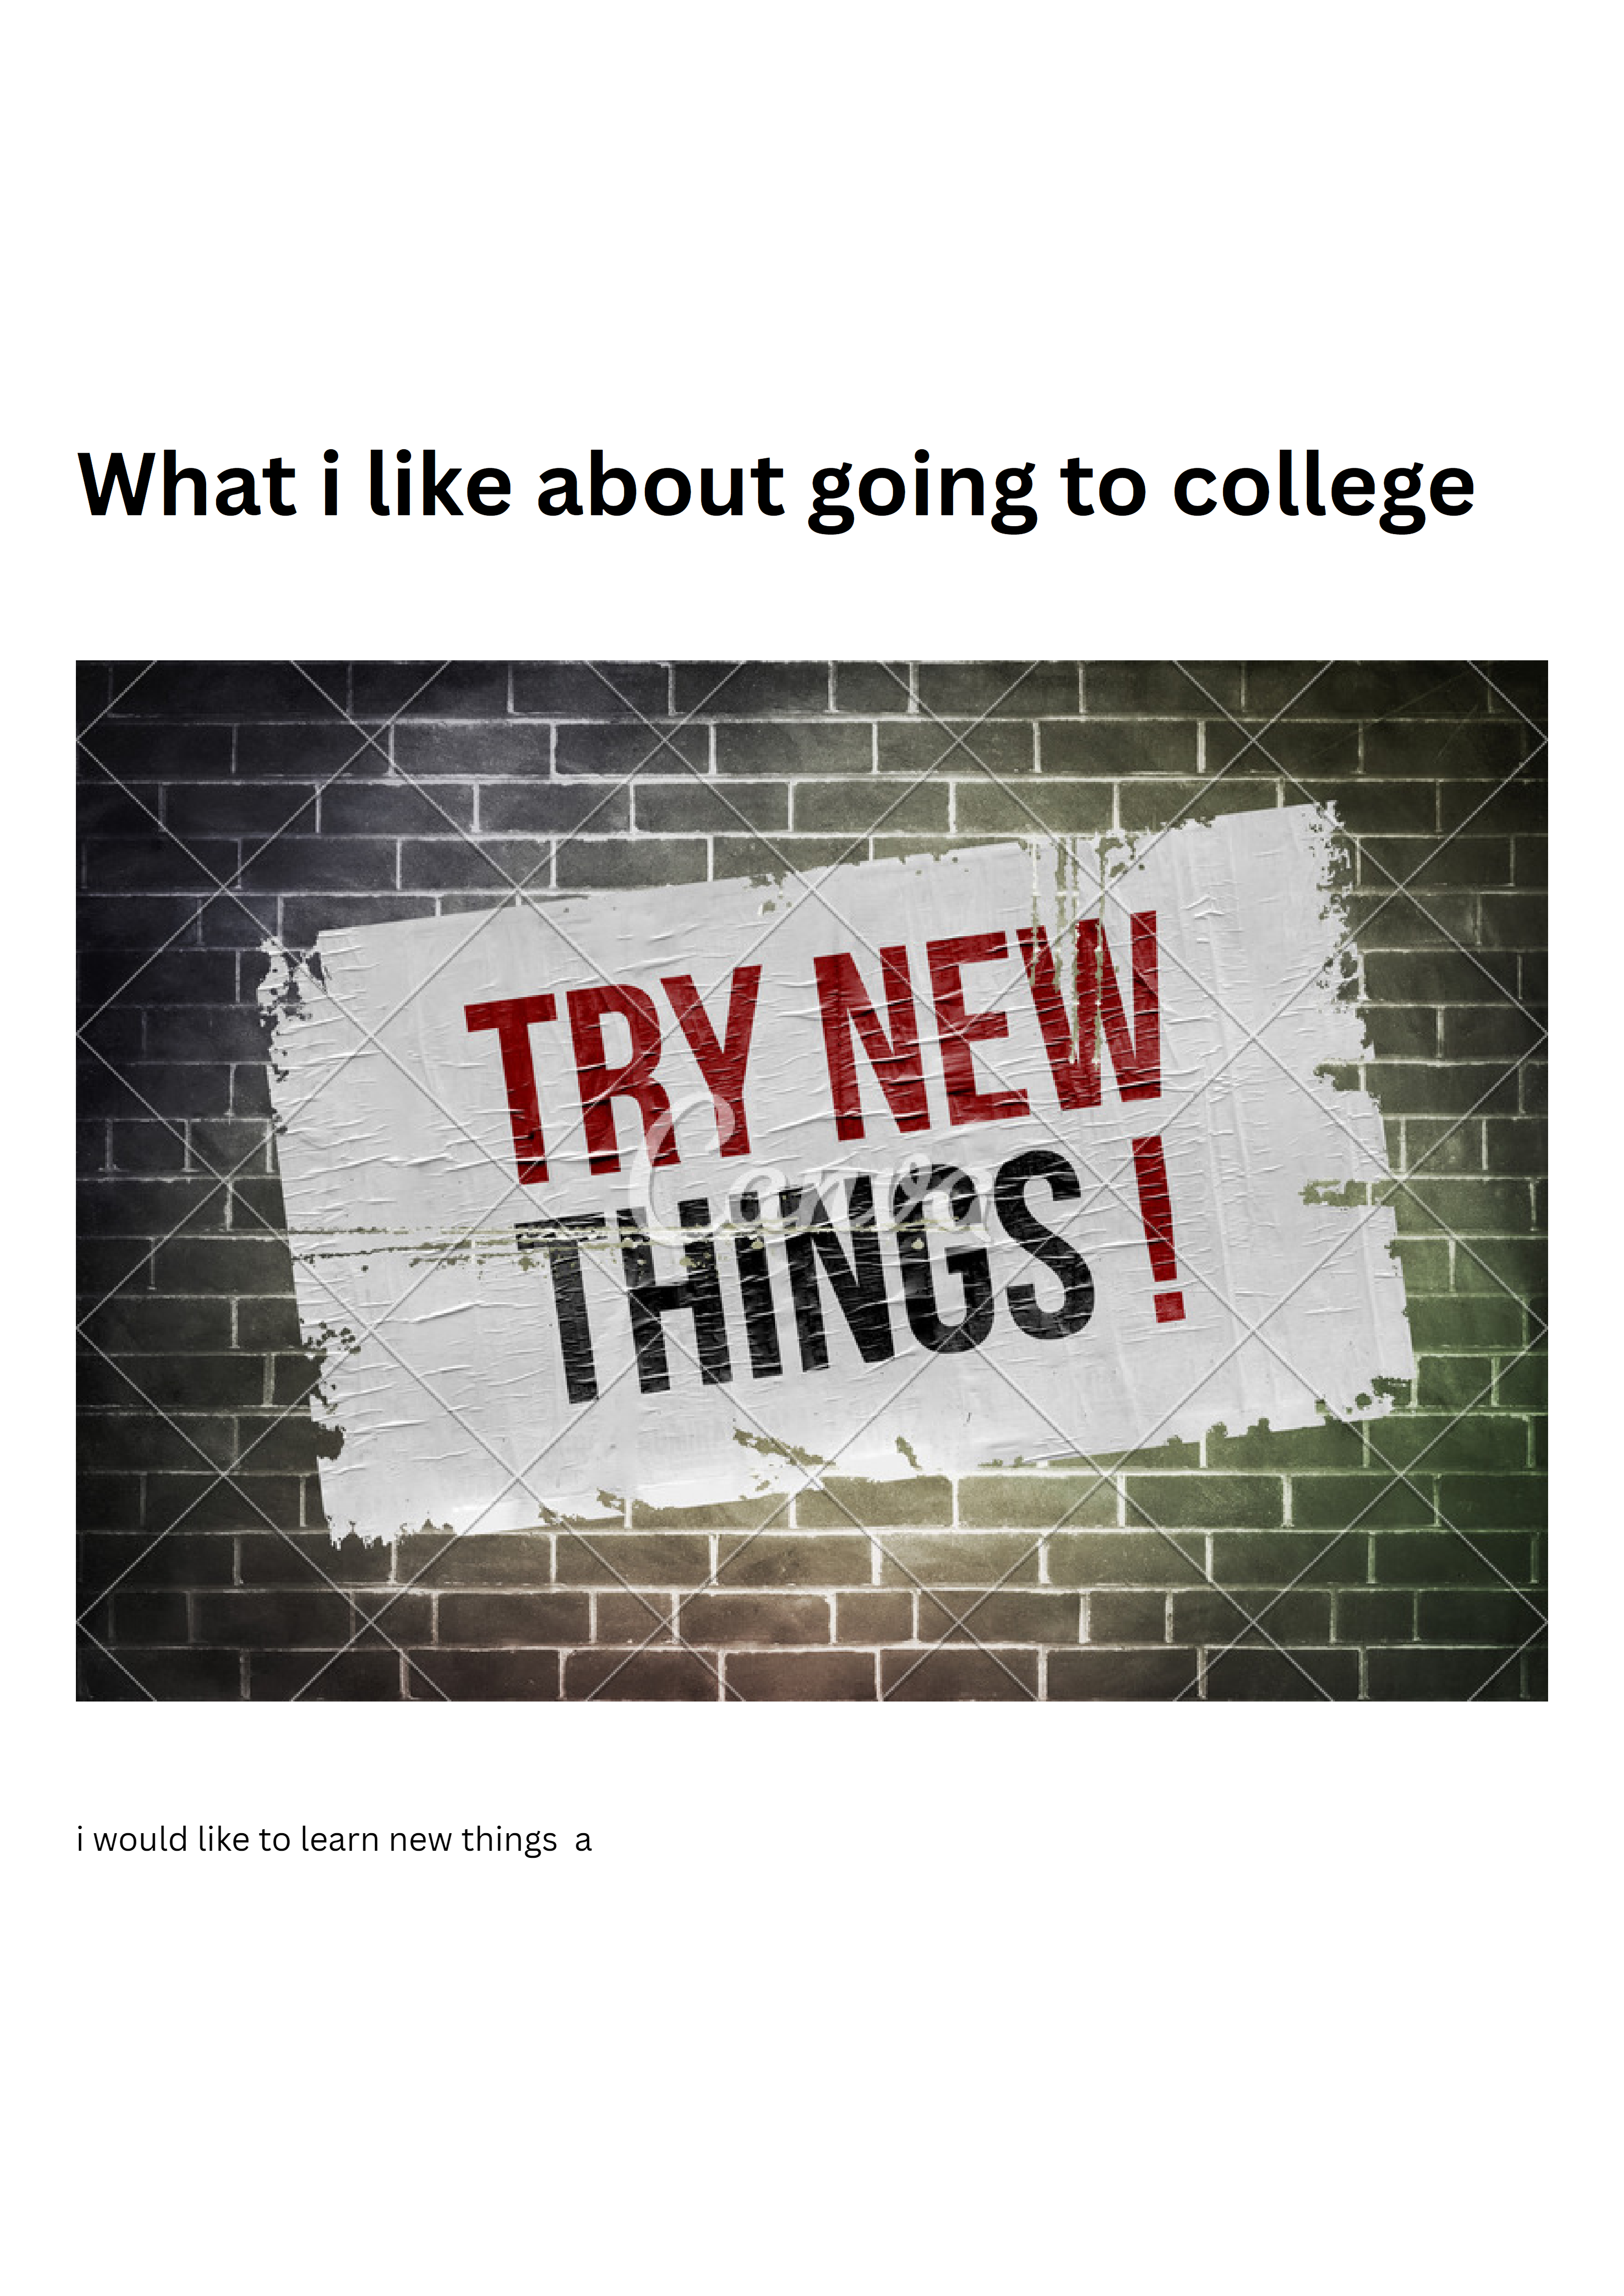 What i like about going to college
TRY NEW
THINGS !
Canva
i would like to learn new things  a